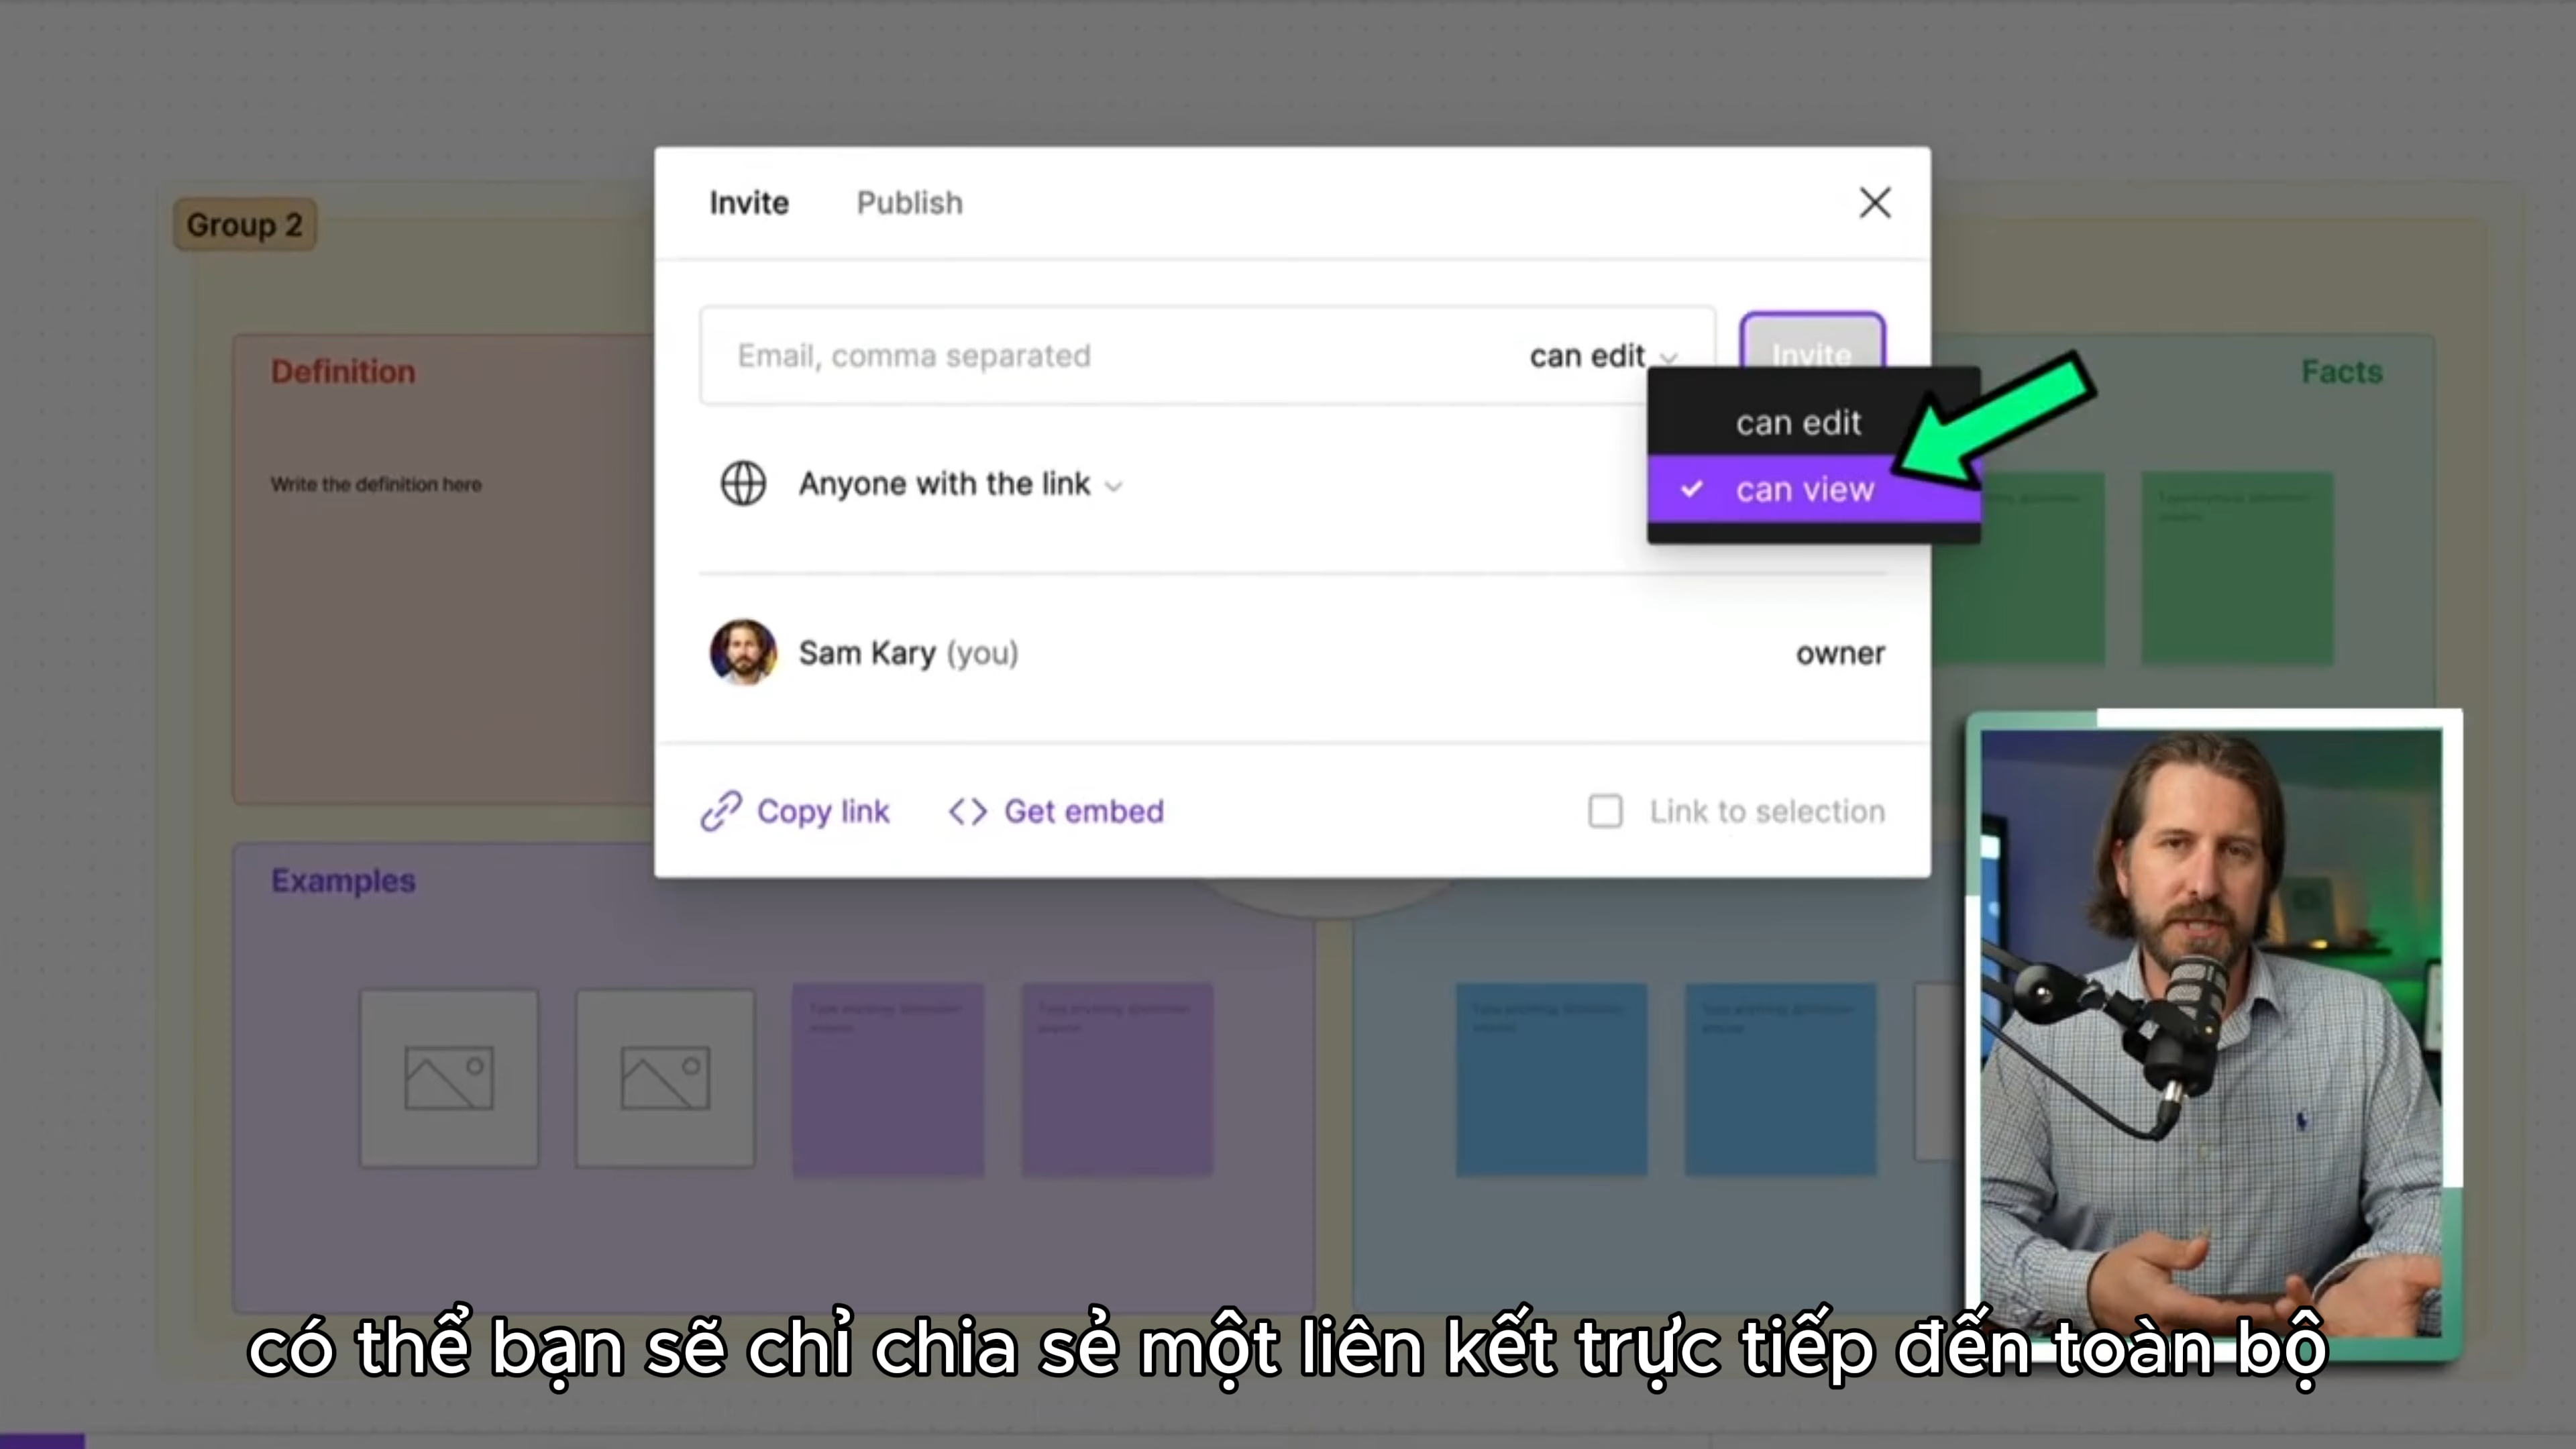 Invite Publish
Group 2
Email, comma separated can edit Invite
Definition
Facts
can edit
Anyone with the link
can view
Write the definition here
Sam Kary (you) owner
Copy link Get embed Link to selection
Examples
có thể bạn sẽ chỉ chia sẻ một liên kết trực tiếp đến toàn bộ